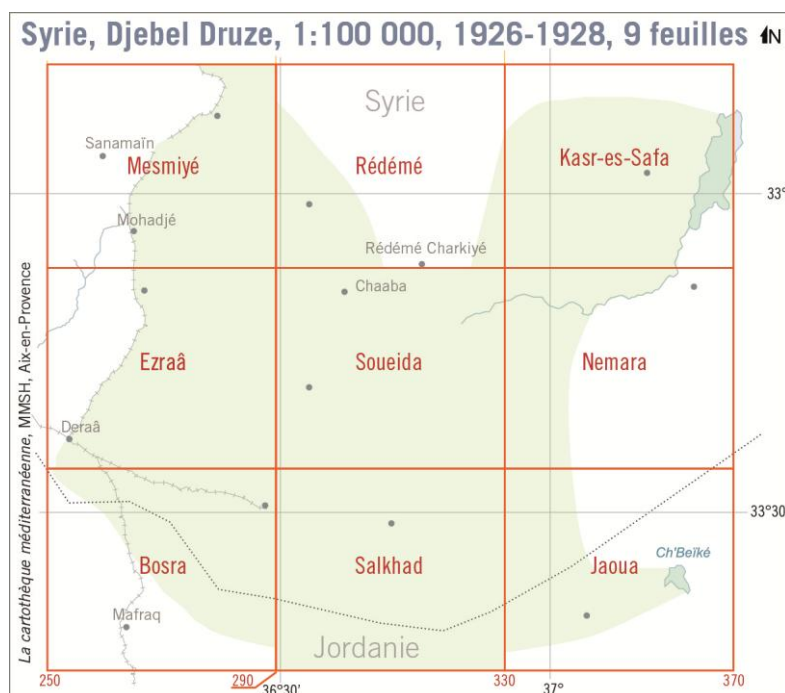 Syrie, Djebel Druze, 1:100 000, 1926-1928, 9 feuilles N
Syrie
Sanamaïn
Mesmiyé
Rédémé
Kasr-es-Safa
33°
Mohadjé
Rédémé Charkiyé
Chaaba
Ezraâ
Soueida
Nemara
Deraâ
33°30
Bosra
Salkhad
Jaoua
Ch'Beïké
Mafraq
Jordanie
250
290
36°30'
330
37°
370
La cartothèque méditerranéenne, MMSH, Aix-en-Provence